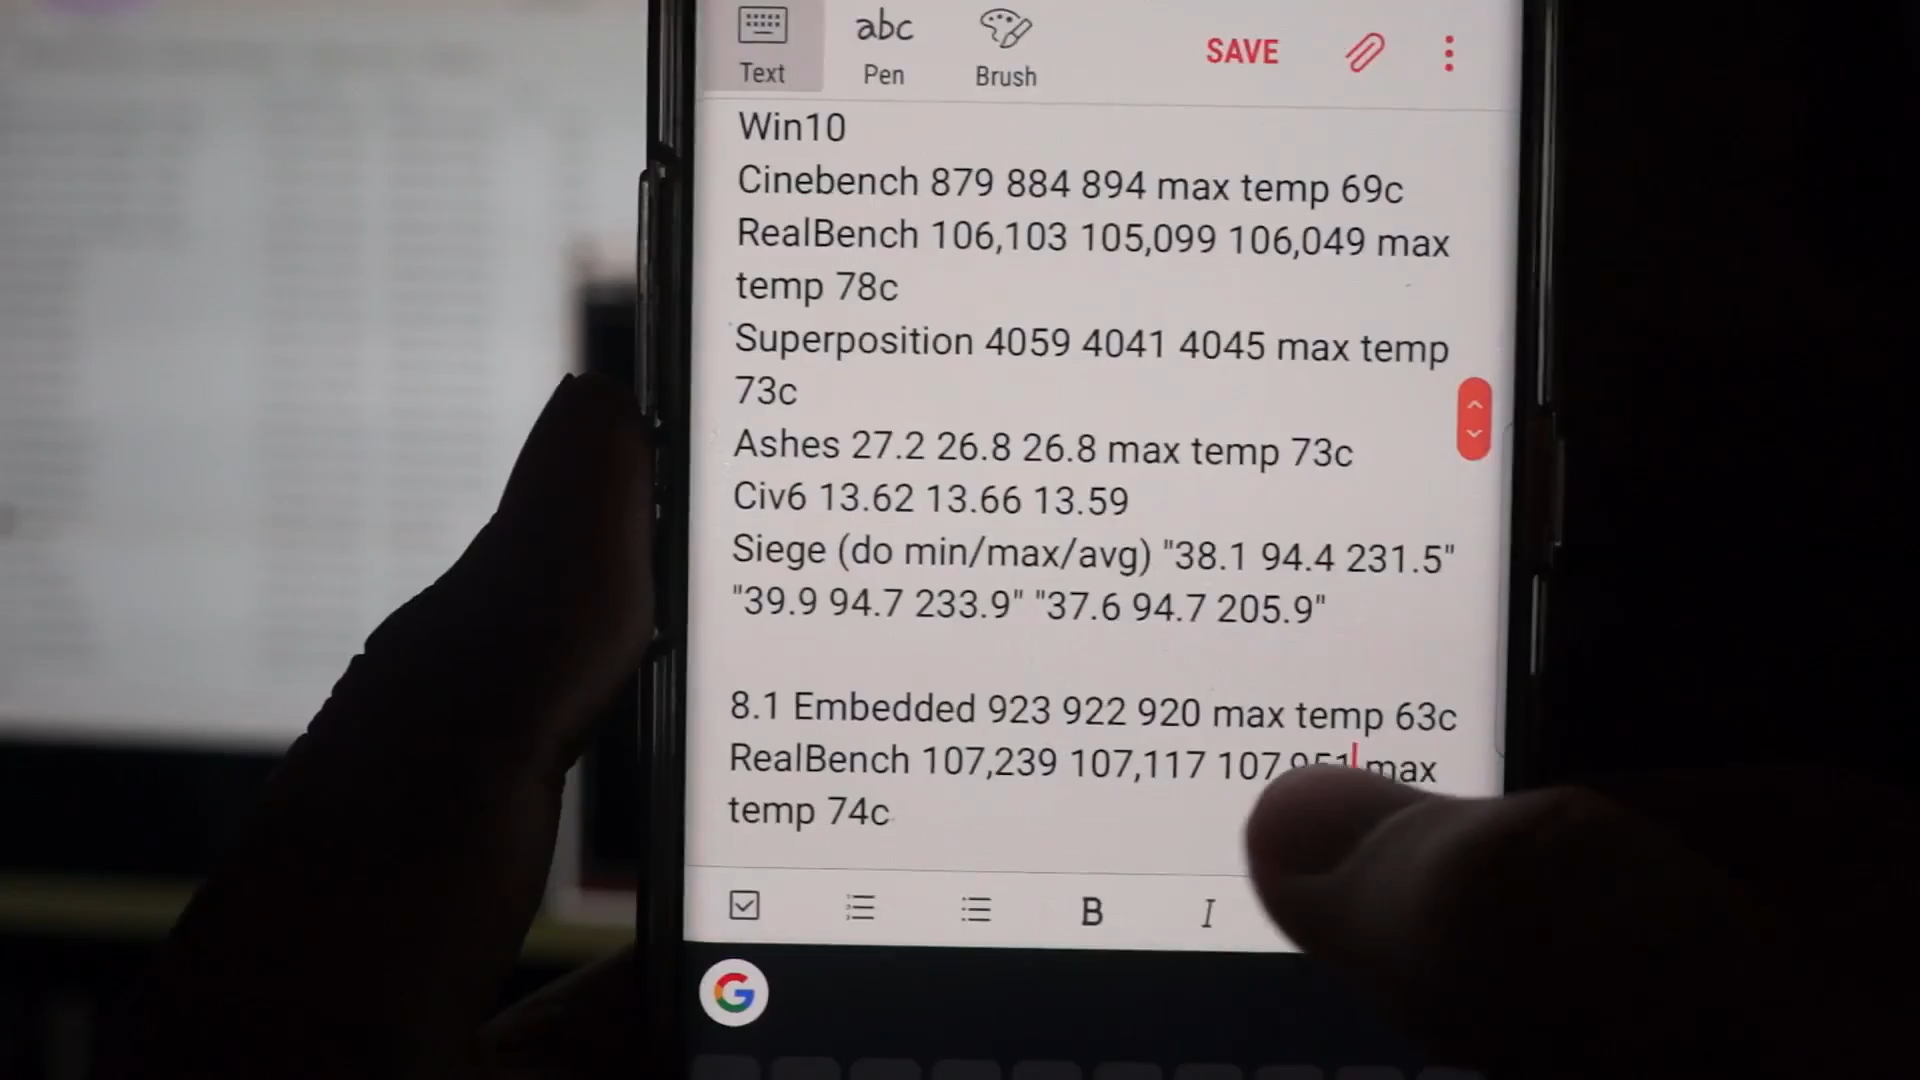 Text
abc
Pen
Brush
SAVE
Win10
Cinebench 879 884 894 max temp 69c
RealBench 106,103 105,099 106,049 max
temp 78c
Superposition 4059 4041 4045 max temp
73c
Ashes 27.2 26.8 26.8 max temp 73c
Civ6 13.62 13.66 13.59
Siege (do min/max/avg) "38.1 94.4 231.5"
"39.9 94.7 233.9" "37.6 94.7 205.9"
8.1 Embedded 923 922 920 max temp 63c
RealBench 107,239 107,117 107,951 max
temp 74c
B
I
G